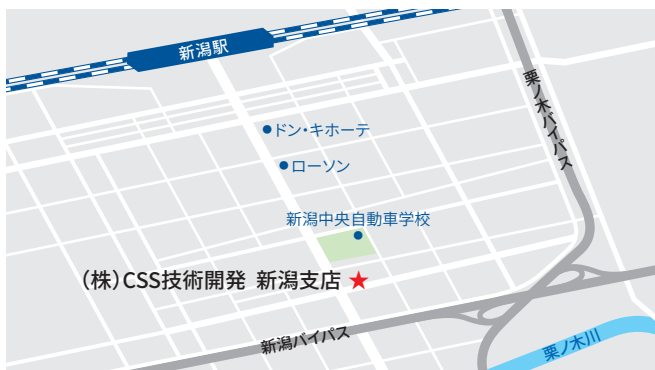 新潟駅
栗ノ木バイパス
ドン・キホーテ
ローソン
新潟中央自動車学校
(株)CSS技術開発 新潟支店 ★
新潟バイパス
栗ノ木川